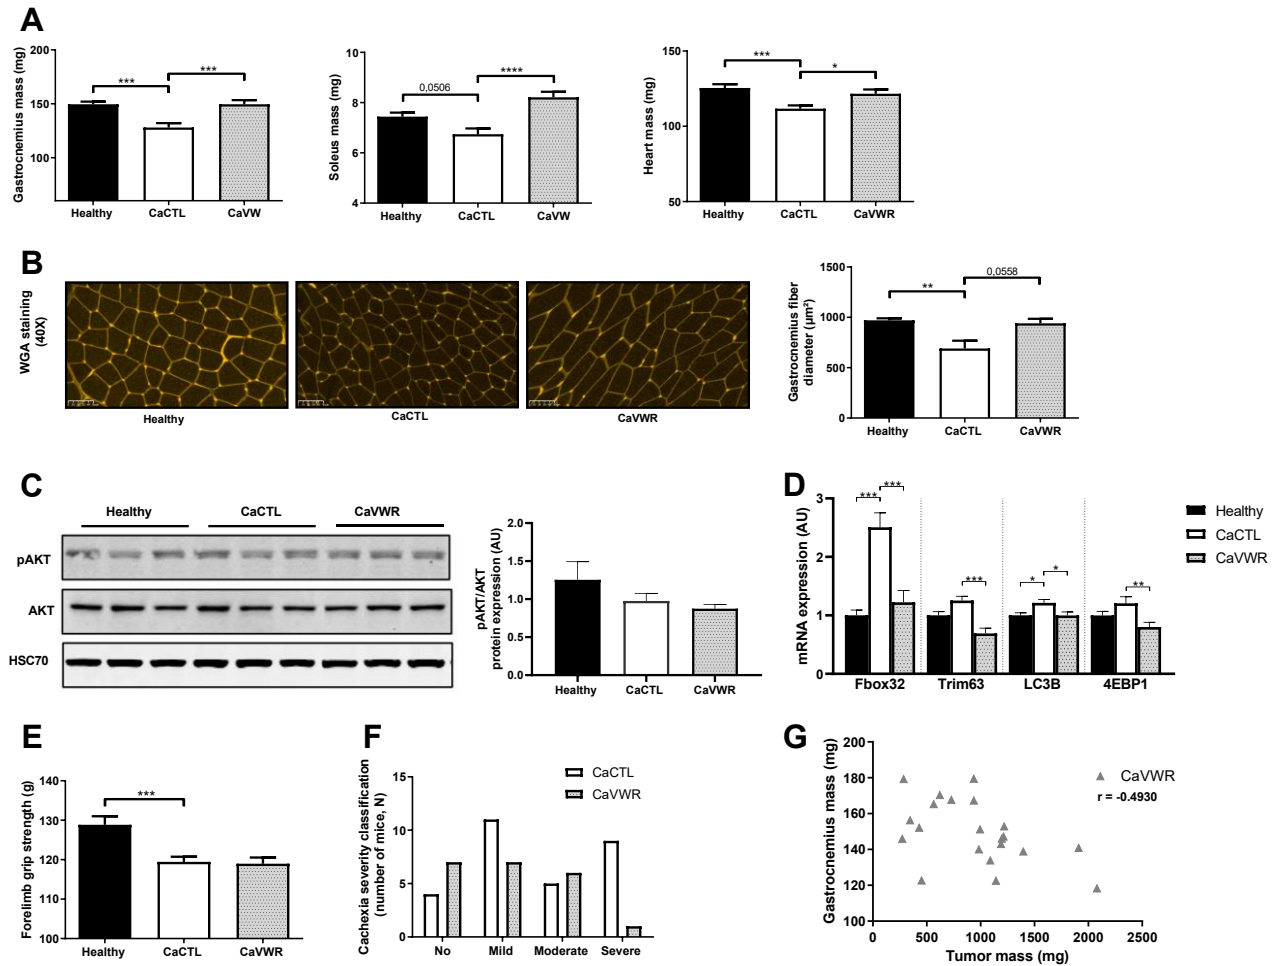 A
Gastrocnemius mass (mg)
200
150
100
***
***
Healthy
CaCTL
CaVW
Soleus mass (mg)
10
8
6
4
0,0506
****
Healthy
CaCTL
CaVW
Heart mass (mg)
150
100
50
***
*
Healthy
CaCTL
CaVWR
B
WGA staining
(40X)
Healthy
CaCTL
CaVWR
Gastrocnemius fiber
diameter (µm²)
1500
1000
500
0
**
0,0558
Healthy
CaCTL
CaVWR
C
Healthy
CaCTL
CaVWR
pAKT
AKT
HSC70
pAKT/AKT
protein expression (AU)
2.0
1.5
1.0
0.5
0.0
Healthy
CaCTL
CaVWR
D
mRNA expression (AU)
3
2
1
0
***
***
***
*
*
**
Fbox32
Trim63
LC3B
4EBP1
Healthy
CaCTL
CaVWR
E
Forelimb grip strength (g)
140
130
120
110
100
***
Healthy
CaCTL
CaVWR
F
Cachexia severity classification
(number of mice, N)
15
10
5
0
CaCTL
CaVWR
No
Mild
Moderate
Severe
G
Gastrocnemius mass (mg)
200
180
160
140
120
100
CaVWR
r = -0.4930
0
500
1000
1500
2000
2500
Tumor mass (mg)